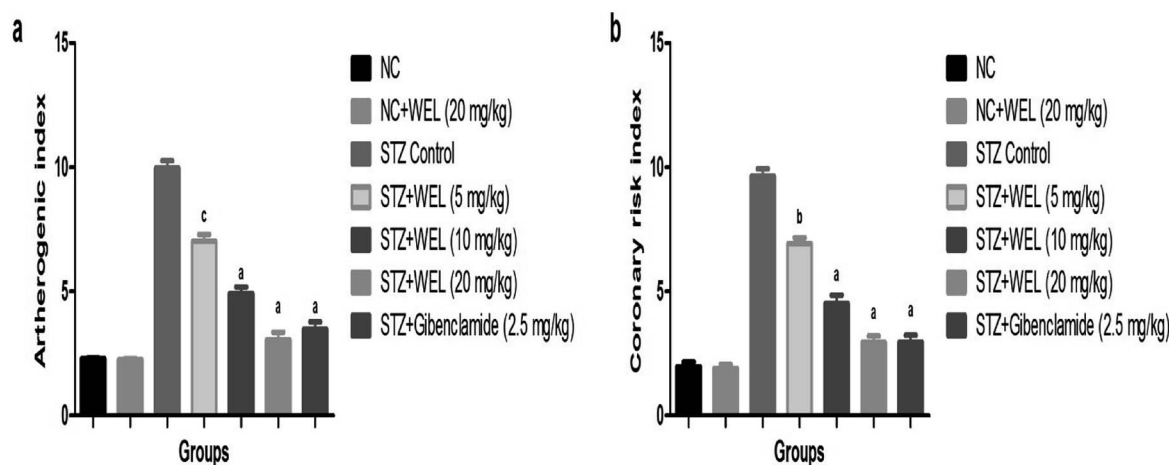 a
Artherogenic index
15
10
5
0
c
a
a
a
Groups
NC
NC+WEL (20 mg/kg)
STZ Control
STZ+WEL (5 mg/kg)
STZ+WEL (10 mg/kg)
STZ+WEL (20 mg/kg)
STZ+Gibenclamide (2.5 mg/kg)
b
Coronary risk index
15
10
5
0
b
a
a
a
Groups
NC
NC+WEL (20 mg/kg)
STZ Control
STZ+WEL (5 mg/kg)
STZ+WEL (10 mg/kg)
STZ+WEL (20 mg/kg)
STZ+Gibenclamide (2.5 mg/kg)